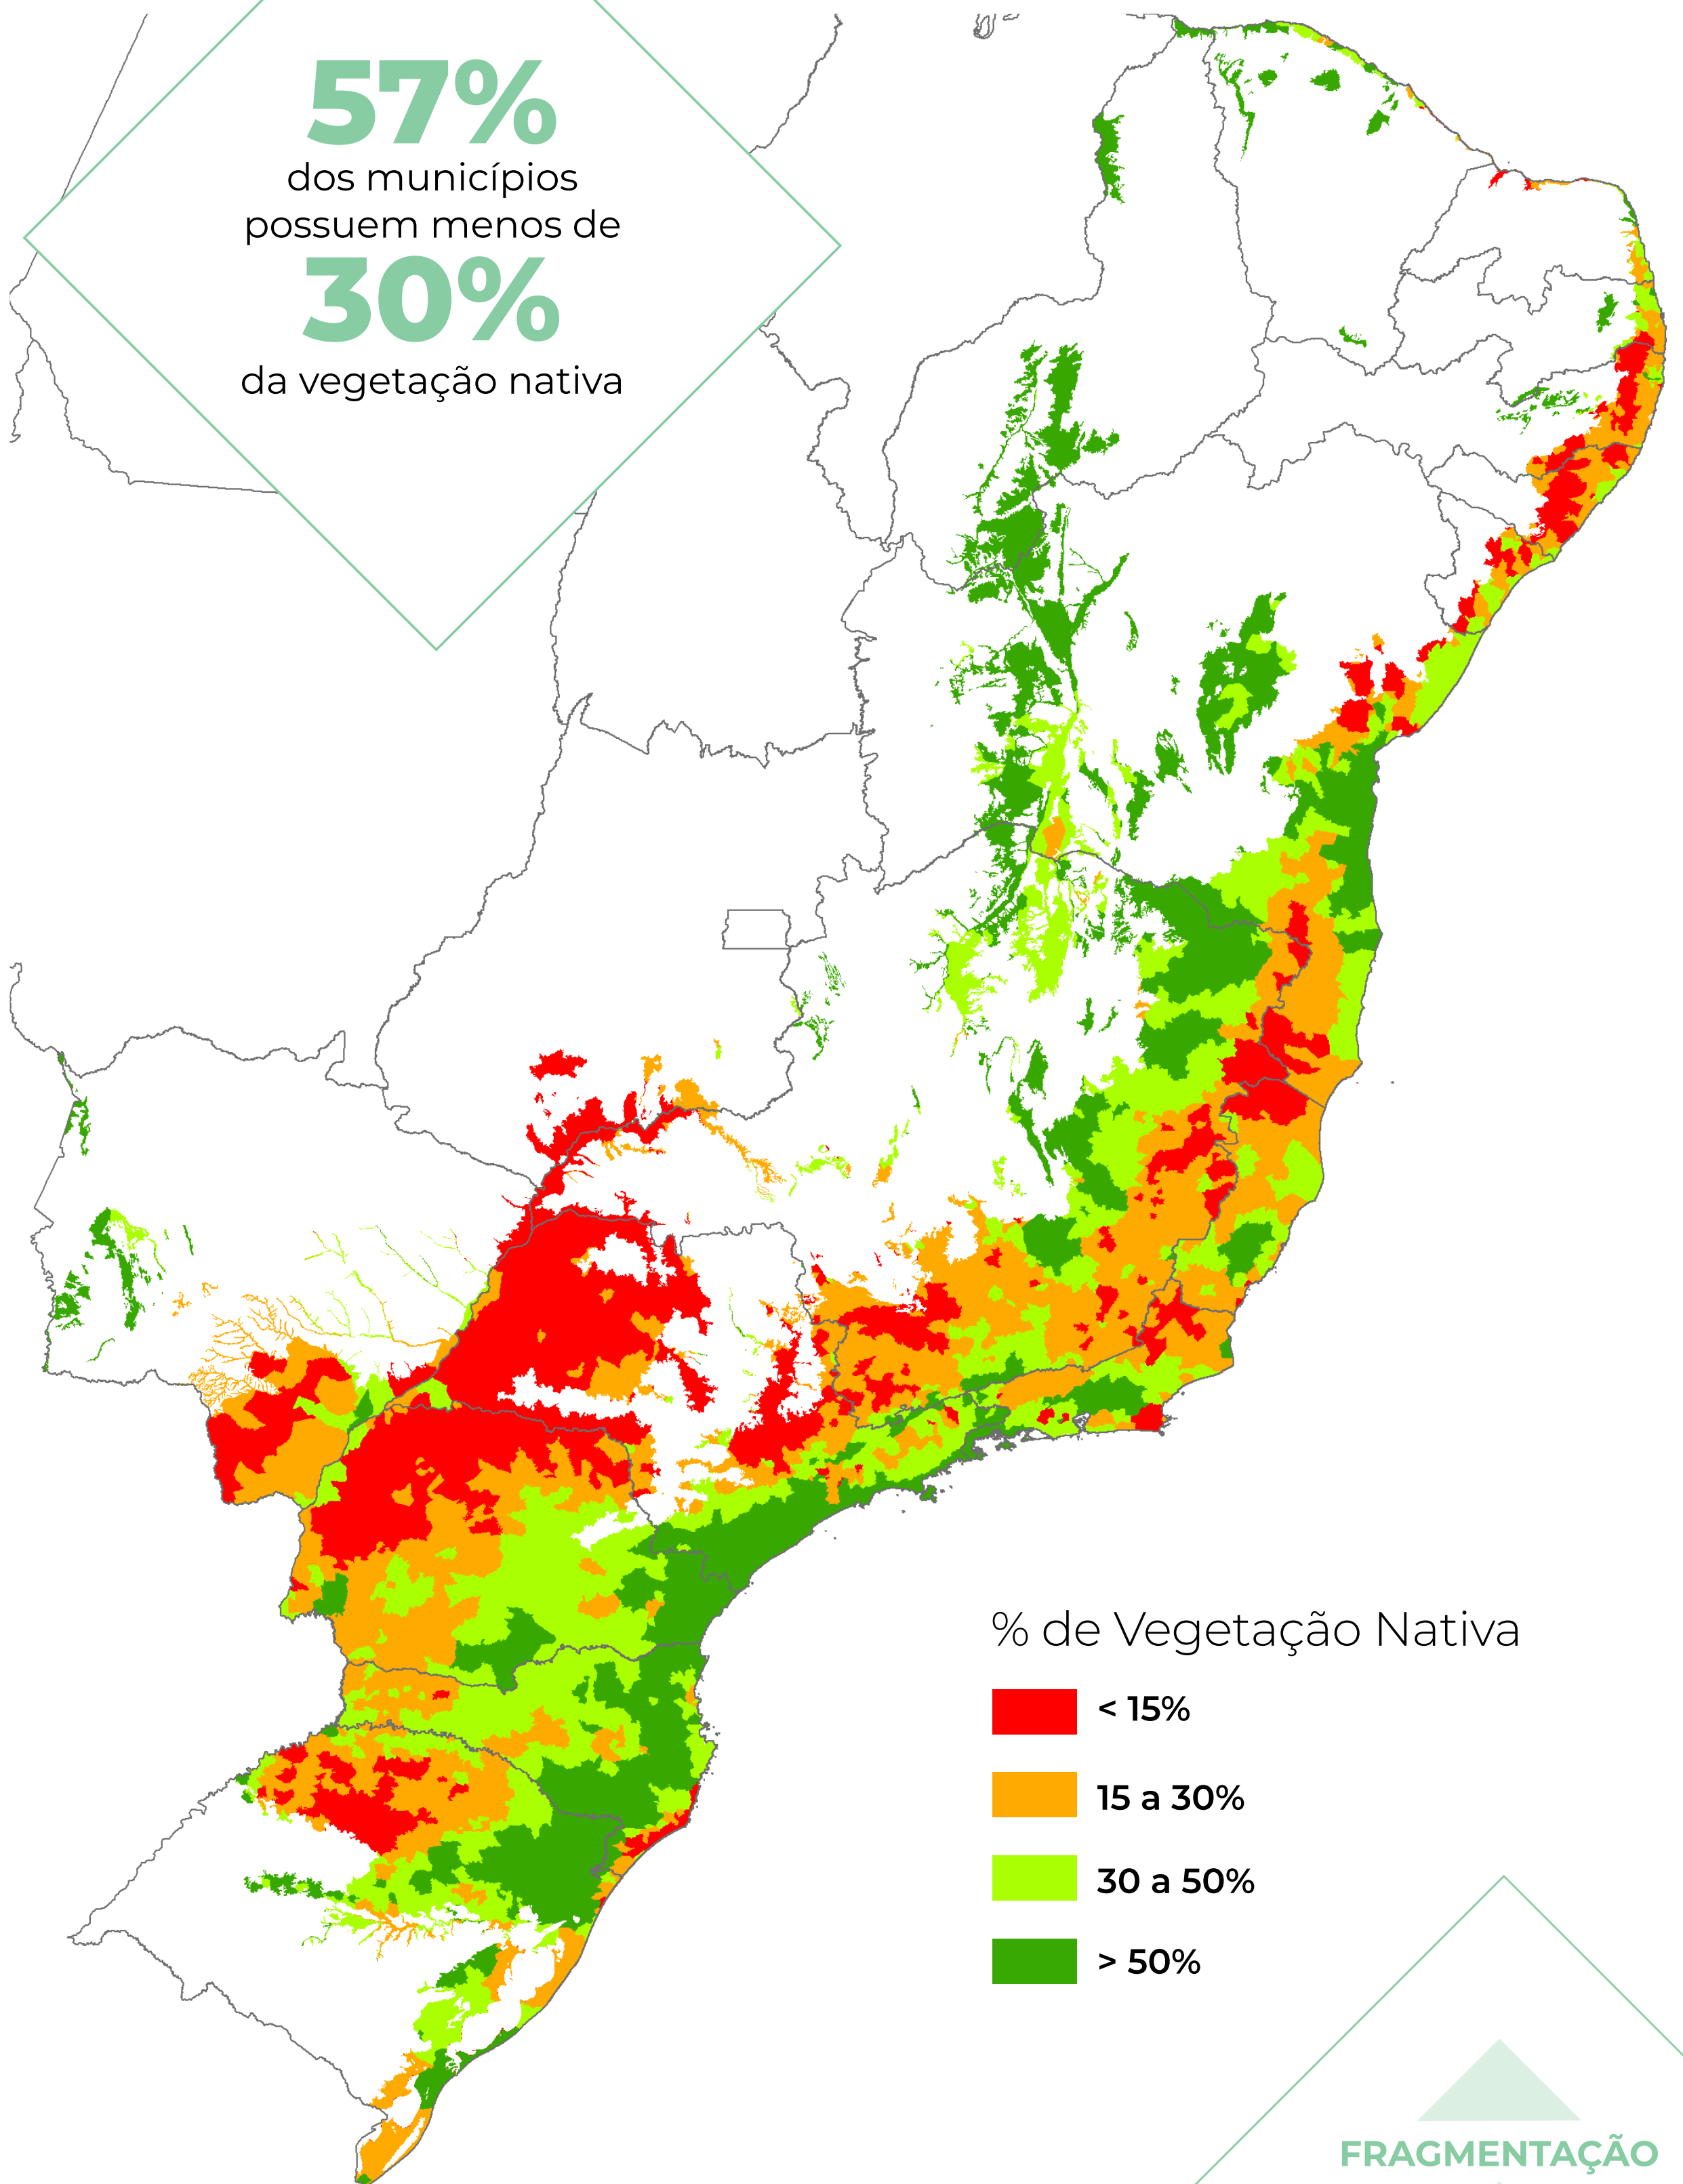 57%
dos municípios
possuem menos de
30%
da vegetação nativa
% de Vegetação Nativa
< 15%
15 a 30%
30 a 50%
> 50%
FRAGMENTAÇÃO